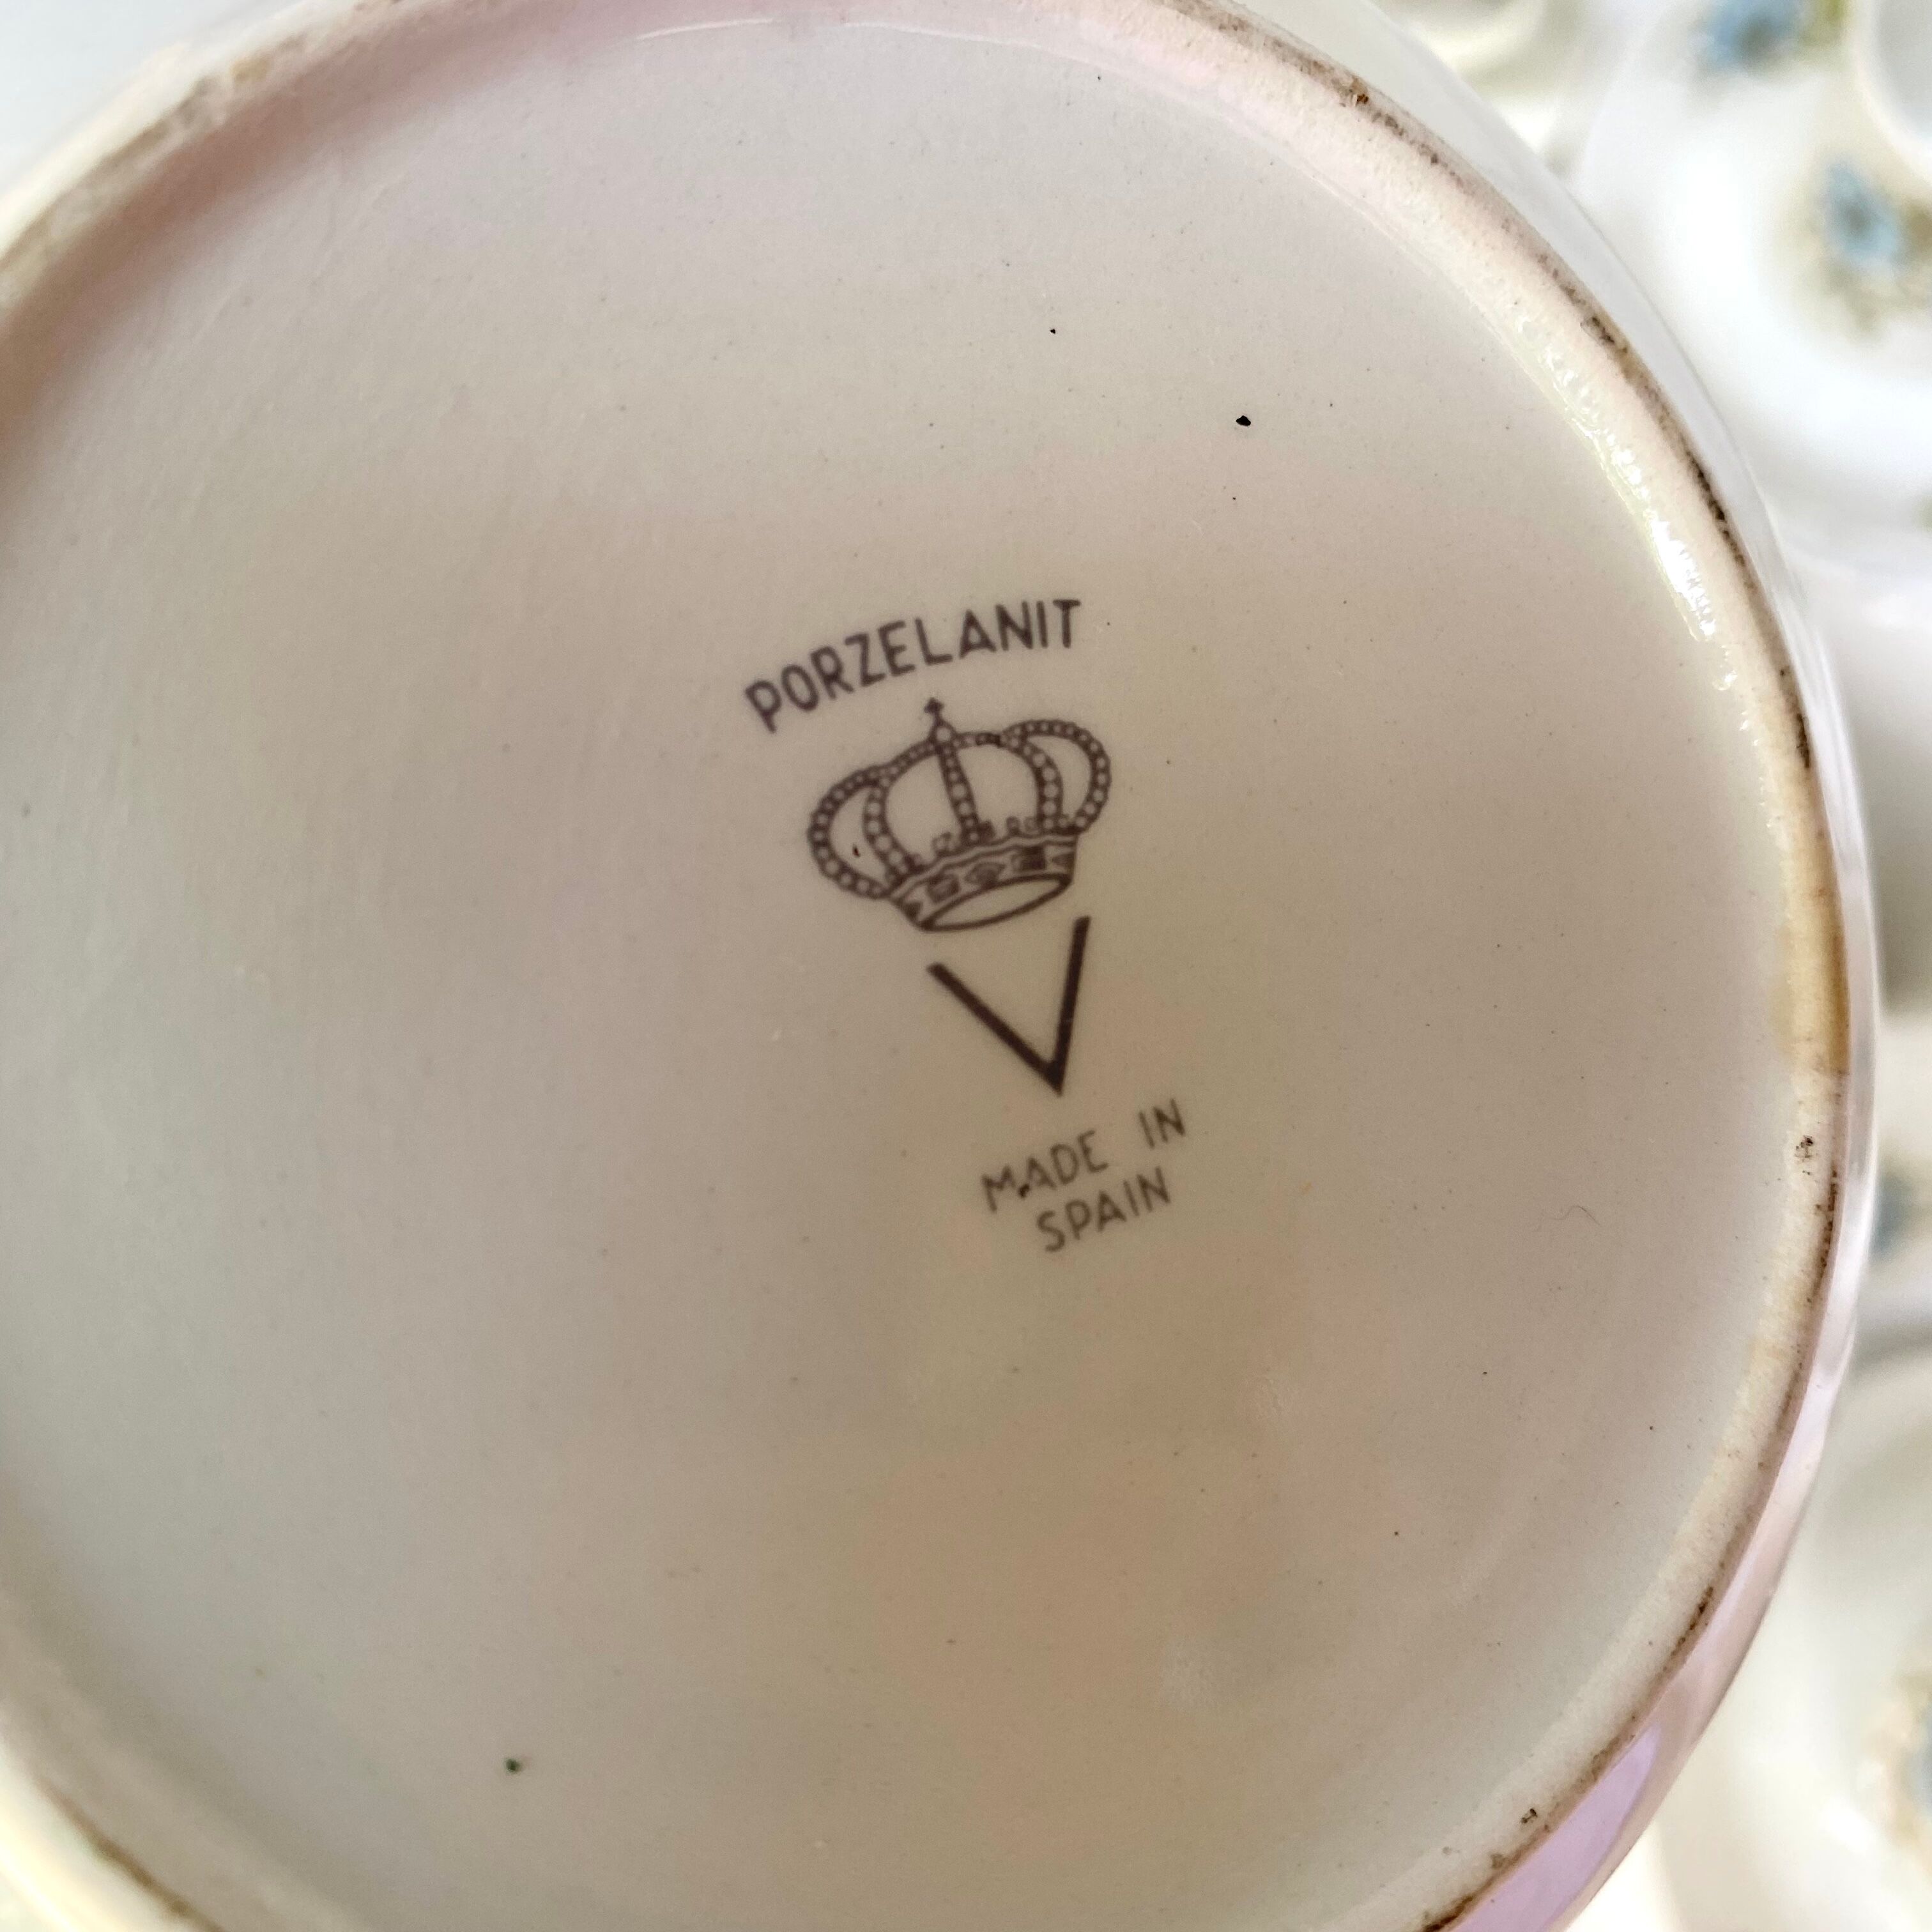 PORZELANIT
V
MADE IN
SPAIN